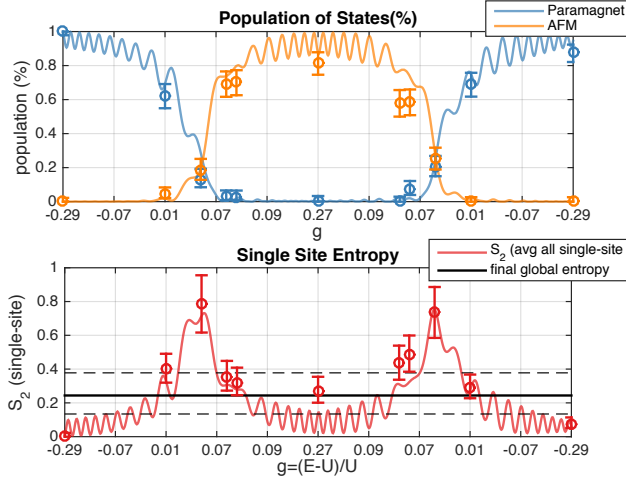 Population of States(%)
Paramagnet
AFM
population (%)
1
0.8
0.6
0.4
0.2
0
-0.29 -0.07 0.01 0.07 0.09 0.27 0.09 0.07 0.01 -0.07 -0.29
g
Single Site Entropy
S₂ (avg all single-site
final global entropy
S₂ (single-site)
1
0.8
0.6
0.4
0.2
0
-0.29 -0.07 0.01 0.07 0.09 0.27 0.09 0.07 0.01 -0.07 -0.29
g=(E-U)/U